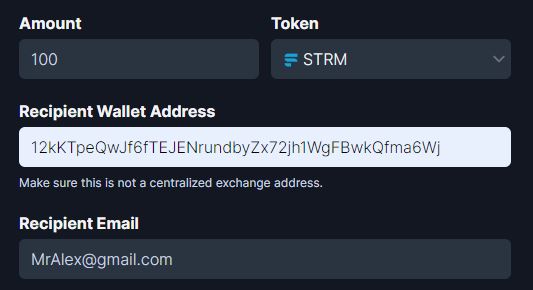 Amount Token
100 STRM
Recipient Wallet Address
12kKTpeQwJf6fTEJENrundbyZx72jh1WgFBwkQfma6Wj
Make sure this is not a centralized exchange address.
Recipient Email
MrAlex@gmail.com